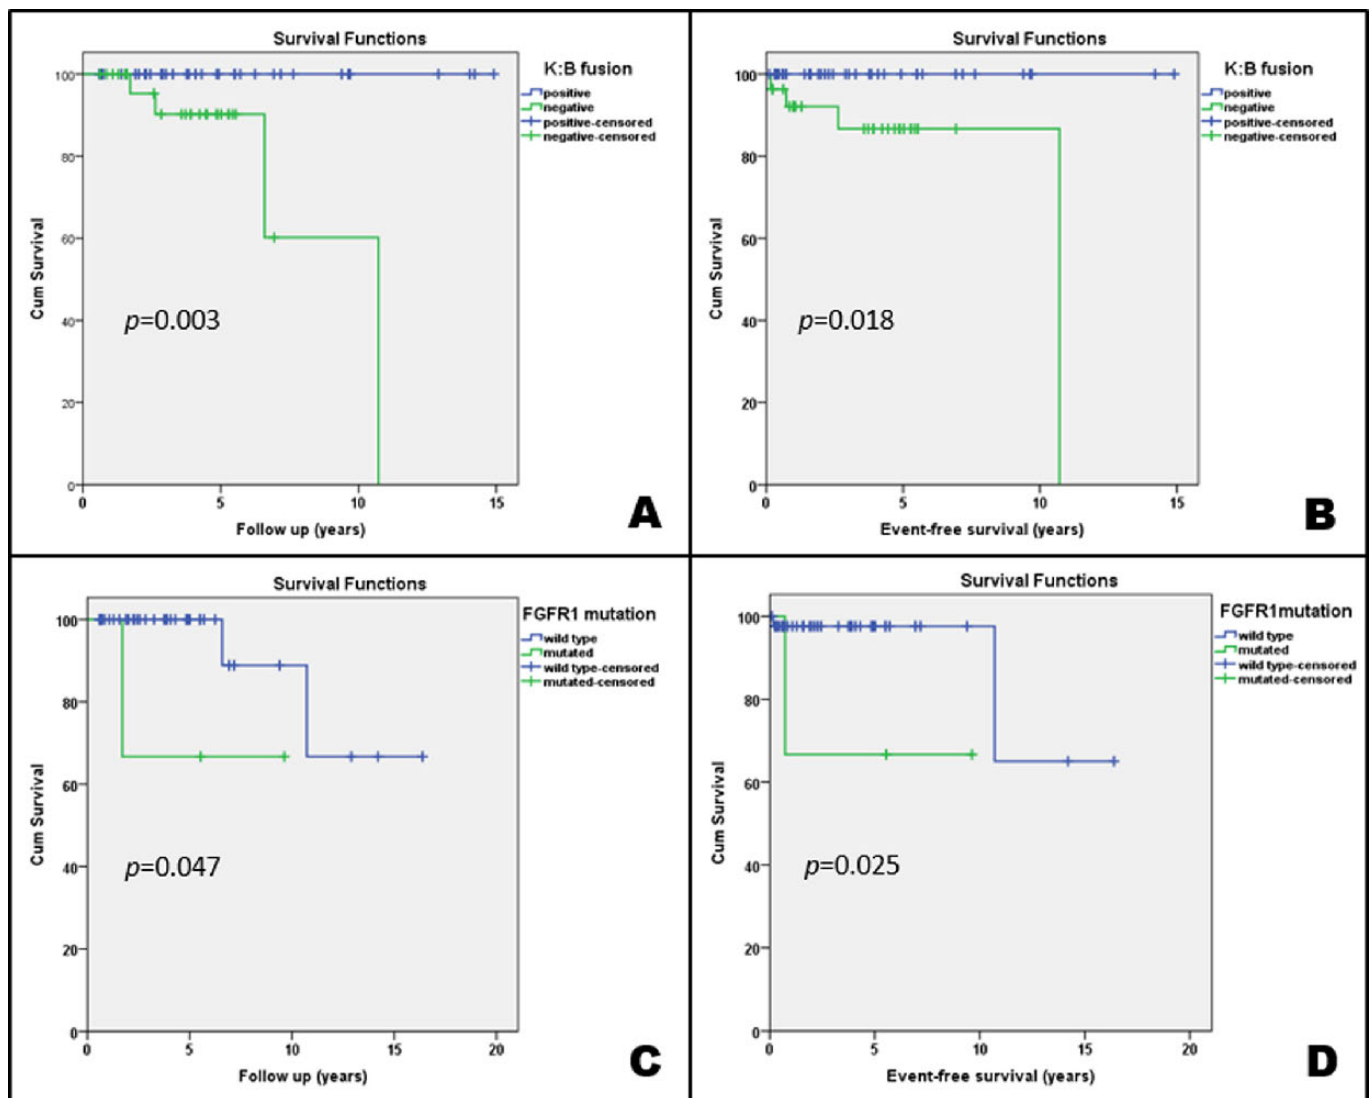 Survival Functions
K:B fusion
positive
negative
positive-censored
negative-censored
Cum Survival
100
80
60
40
20
0
p=0.003
0 5 10 15
Follow up (years)
A
Survival Functions
K:B fusion
positive
negative
positive-censored
negative-censored
Cum Survival
100
80
60
40
20
0
p=0.018
0 5 10 15
Event-free survival (years)
B
Survival Functions
FGFR1 mutation
wild type
mutated
wild type-censored
mutated-censored
Cum Survival
100
80
60
40
20
0
p=0.047
0 5 10 15 20
Follow up (years)
C
Survival Functions
FGFR1mutation
wild type
mutated
wild type-censored
mutated-censored
Cum Survival
100
80
60
40
20
0
p=0.025
0 5 10 15 20
Event-free survival (years)
D